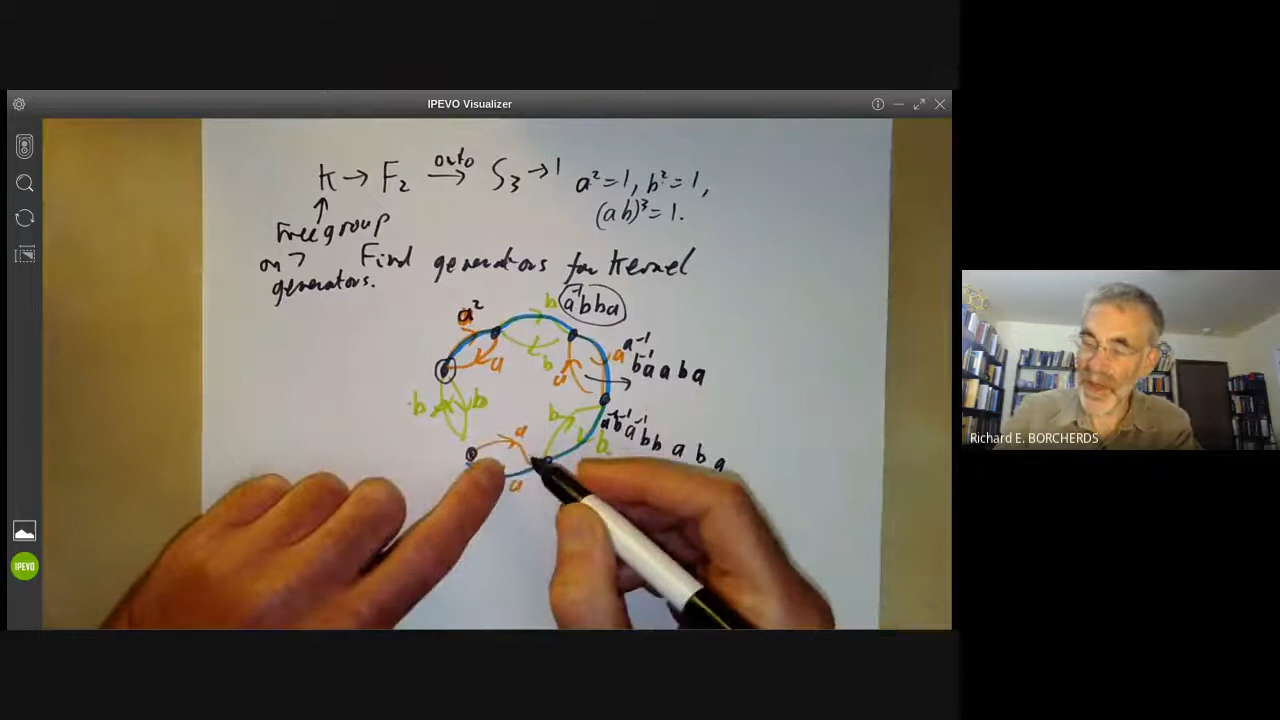 IPEVO Visualizer
K → F₂ onto→ S₃ → 1 a²=1, b²=1,
(ab)³=1.
↑
Free group
on 7
generators.
Find generators for kernel
a²
b
a⁻¹bba
a
b
a
a
a⁻¹b⁻¹aaba
b
b
b
b
a⁻¹b⁻¹a⁻¹bbaba
a
a
IPEVO
Richard E. BORCHERDS